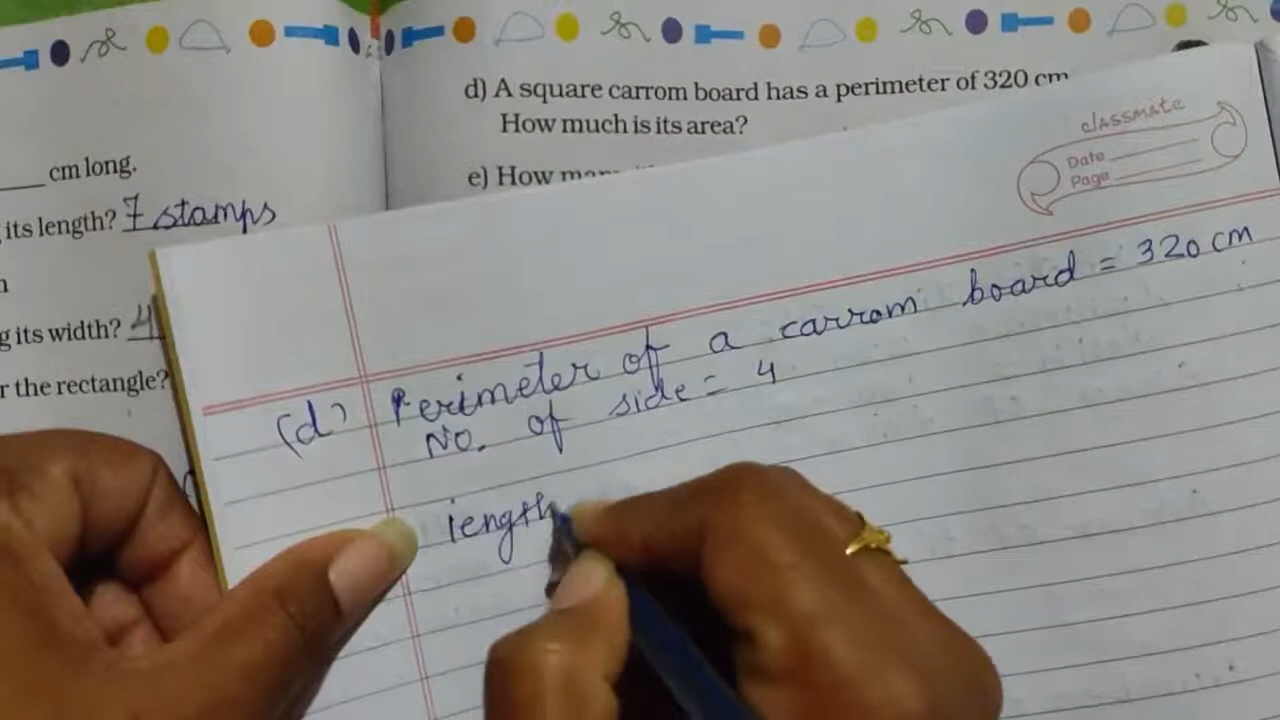 d) A square carrom board has a perimeter of 320 cm
How much is its area?
e) How
cm long.
its length? 7 stamps
its width? 4
the rectangle?
classmate
Date
Page
(d) Perimeter of a carrom board = 320 cm
No. of side = 4
length